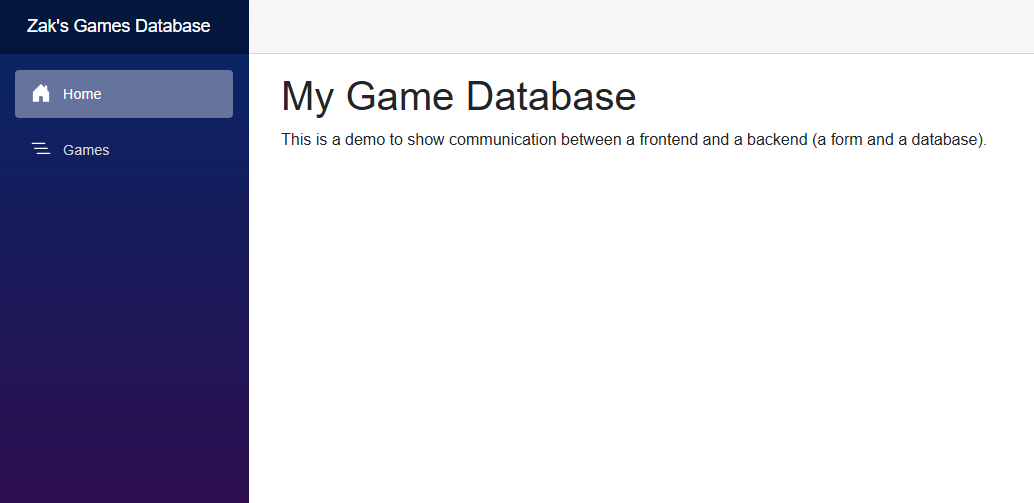 Zak's Games Database
Home
Games
My Game Database
This is a demo to show communication between a frontend and a backend (a form and a database).